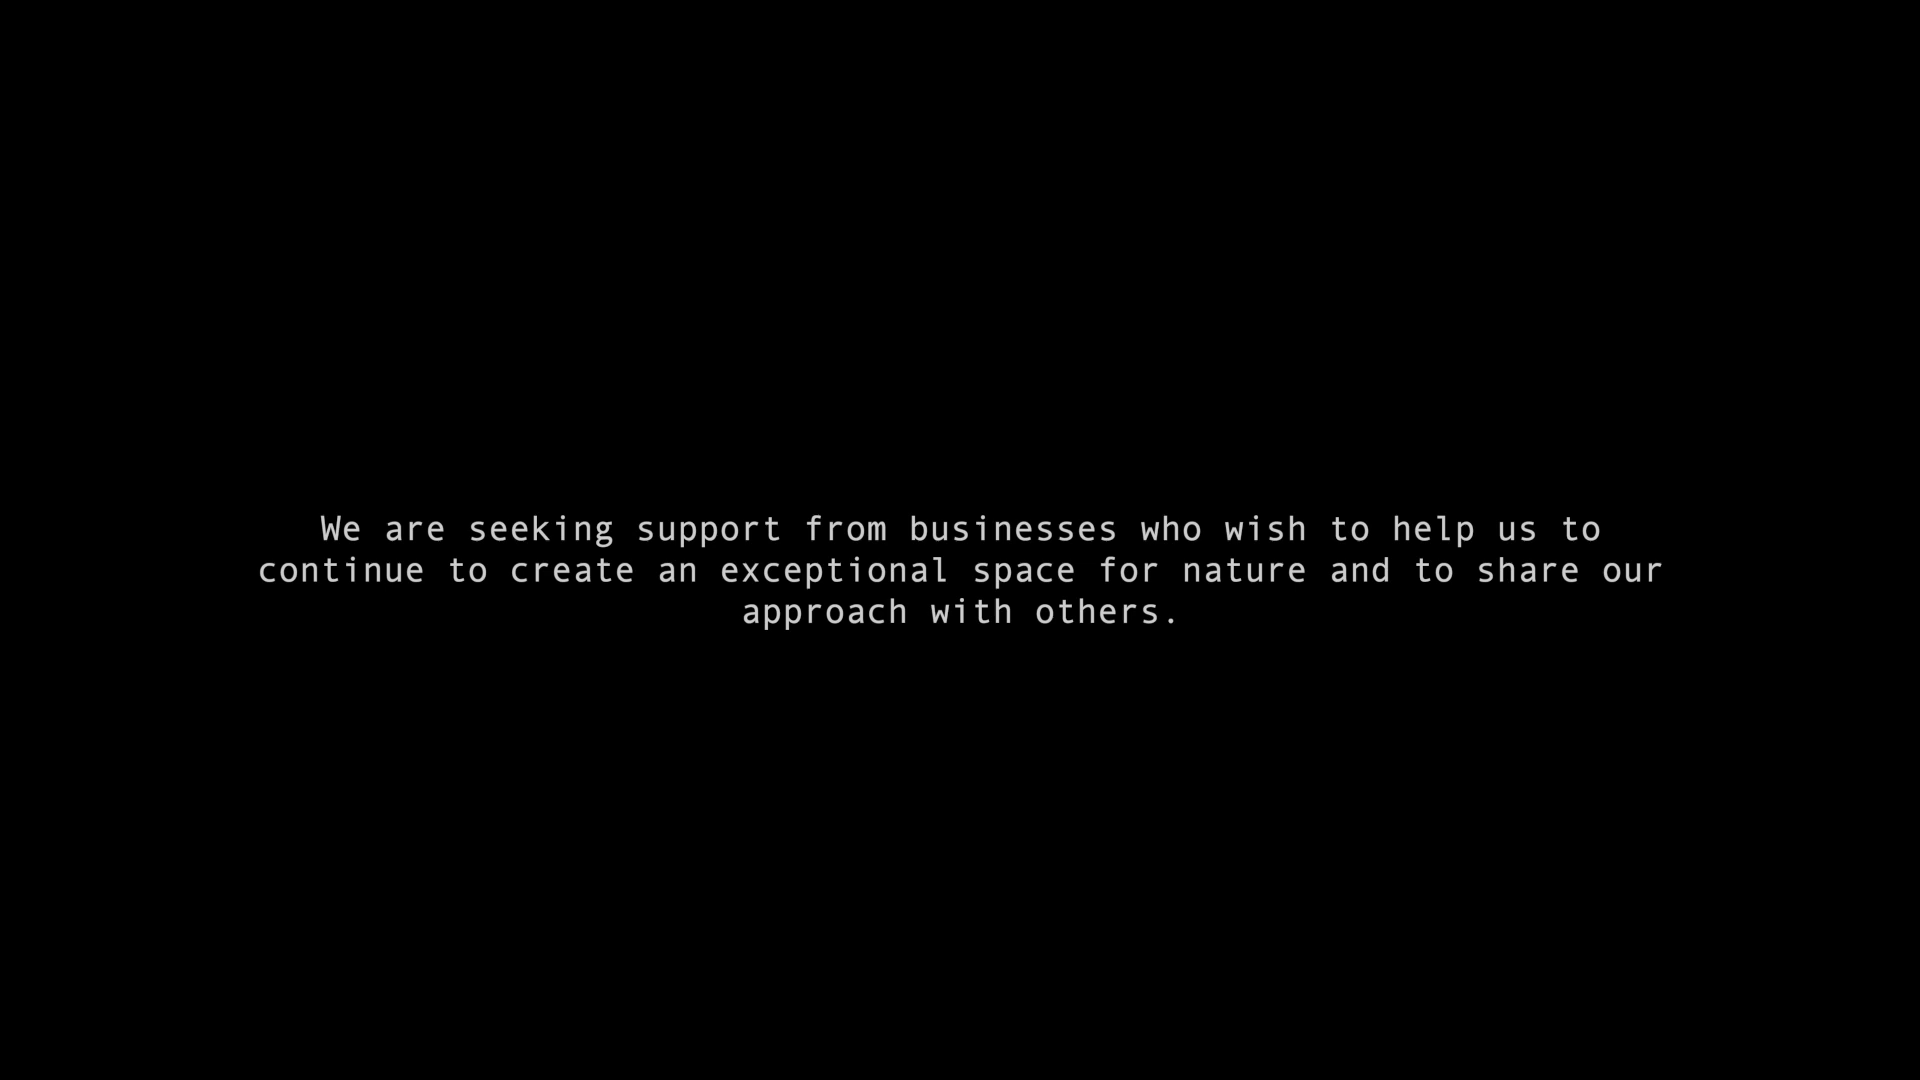 We are seeking support from businesses who wish to help us to
continue to create an exceptional space for nature and to share our
approach with others.